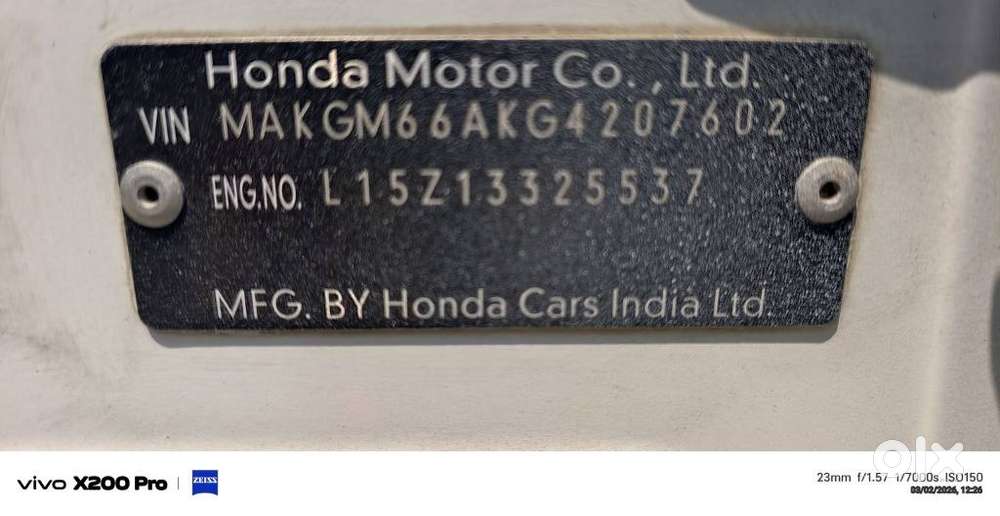 Honda Motor Co., Ltd.
VIN MAKGM66AKG4207602
ENG.NO. L15Z13325537
MFG. BY Honda Cars India Ltd.
OLX
vivo X200 Pro | ZEISS 23mm f/1.57 1/7000s ISO150
03/02/2026, 12:26